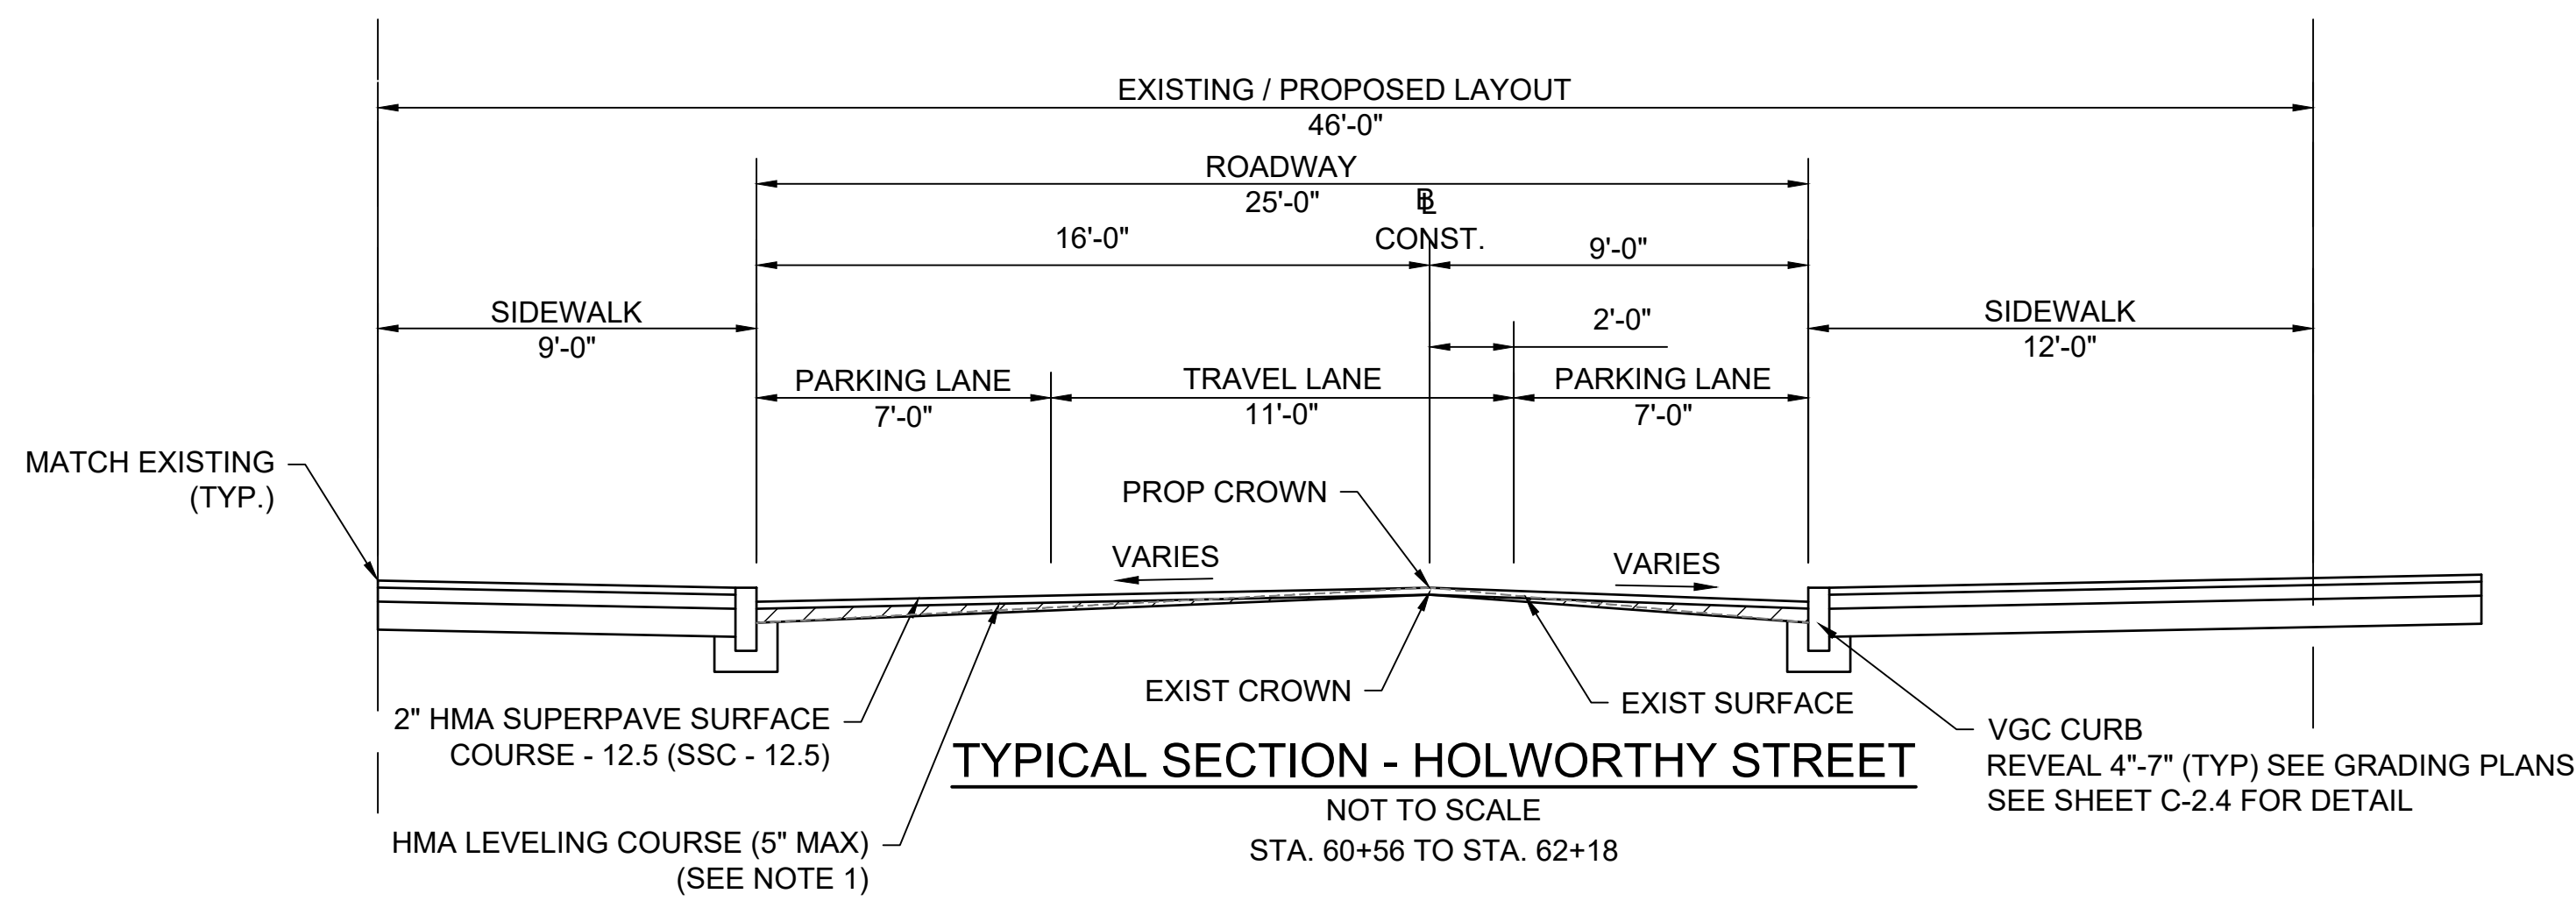 EXISTING / PROPOSED LAYOUT
46'-0"
ROADWAY
25'-0"
BL
CONST.
16'-0"
9'-0"
SIDEWALK
9'-0"
2'-0"
SIDEWALK
12'-0"
PARKING LANE
7'-0"
TRAVEL LANE
11'-0"
PARKING LANE
7'-0"
MATCH EXISTING
(TYP.)
PROP CROWN
VARIES
VARIES
EXIST CROWN
EXIST SURFACE
2" HMA SUPERPAVE SURFACE
COURSE - 12.5 (SSC - 12.5)
HMA LEVELING COURSE (5" MAX)
(SEE NOTE 1)
VGC CURB
REVEAL 4"-7" (TYP) SEE GRADING PLANS
SEE SHEET C-2.4 FOR DETAIL
TYPICAL SECTION - HOLWORTHY STREET
NOT TO SCALE
STA. 60+56 TO STA. 62+18